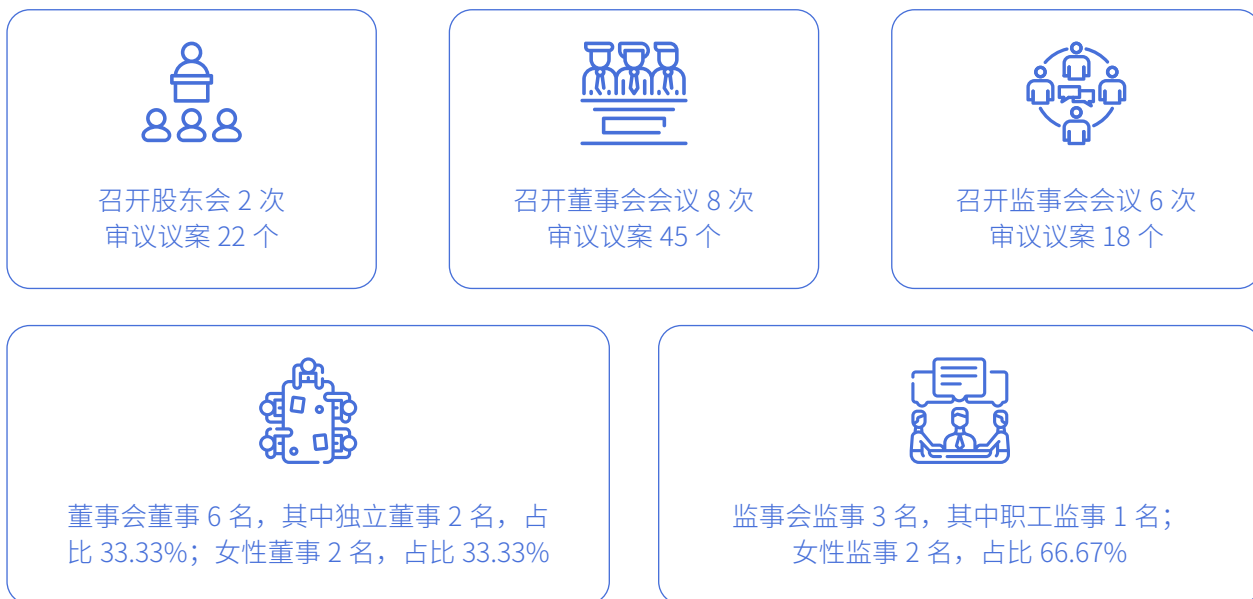 召开股东会 2 次
审议议案 22 个
召开董事会会议 8 次
审议议案 45 个
召开监事会会议 6 次
审议议案 18 个
董事会董事 6 名，其中独立董事 2 名，占
比 33.33%；女性董事 2 名，占比 33.33%
监事会监事 3 名，其中职工监事 1 名；
女性监事 2 名，占比 66.67%